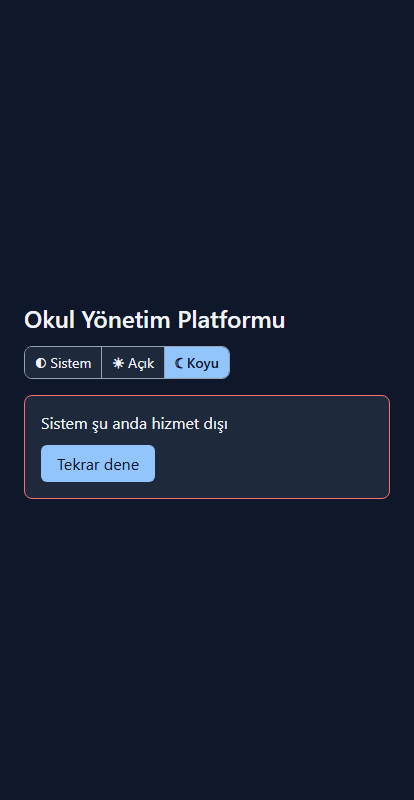 Okul Yönetim Platformu
Sistem Açık Koyu
Sistem şu anda hizmet dışı
Tekrar dene